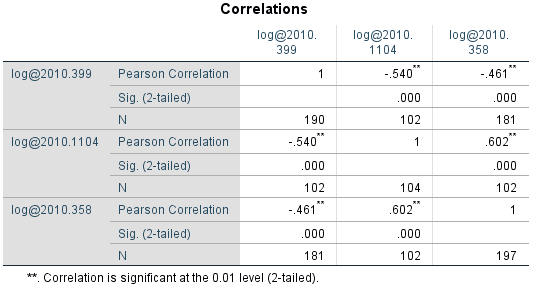 Correlations
log@2010. log@2010. log@2010.
399 1104 358
log@2010.399 Pearson Correlation 1 -.540** -.461**
Sig. (2-tailed) .000 .000
N 190 102 181
log@2010.1104 Pearson Correlation -.540** 1 .602**
Sig. (2-tailed) .000 .000
N 102 104 102
log@2010.358 Pearson Correlation -.461** .602** 1
Sig. (2-tailed) .000 .000
N 181 102 197
**. Correlation is significant at the 0.01 level (2-tailed).